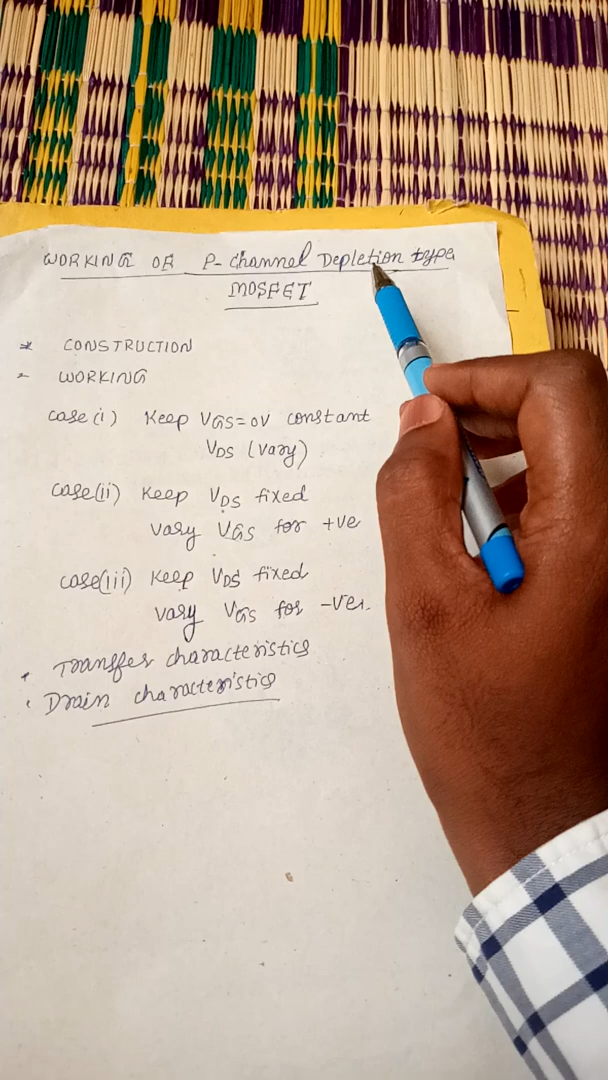 WORKING OF P-channel Depletion type
MOSFET
* CONSTRUCTION
- WORKING
case(i) Keep VGS=0V constant
VDS (vary)
case(ii) Keep VDS fixed
vary VGS for +ve
case(iii) Keep VDS fixed
vary VGS for -ve.
• Transfer characteristics
• Drain characteristics